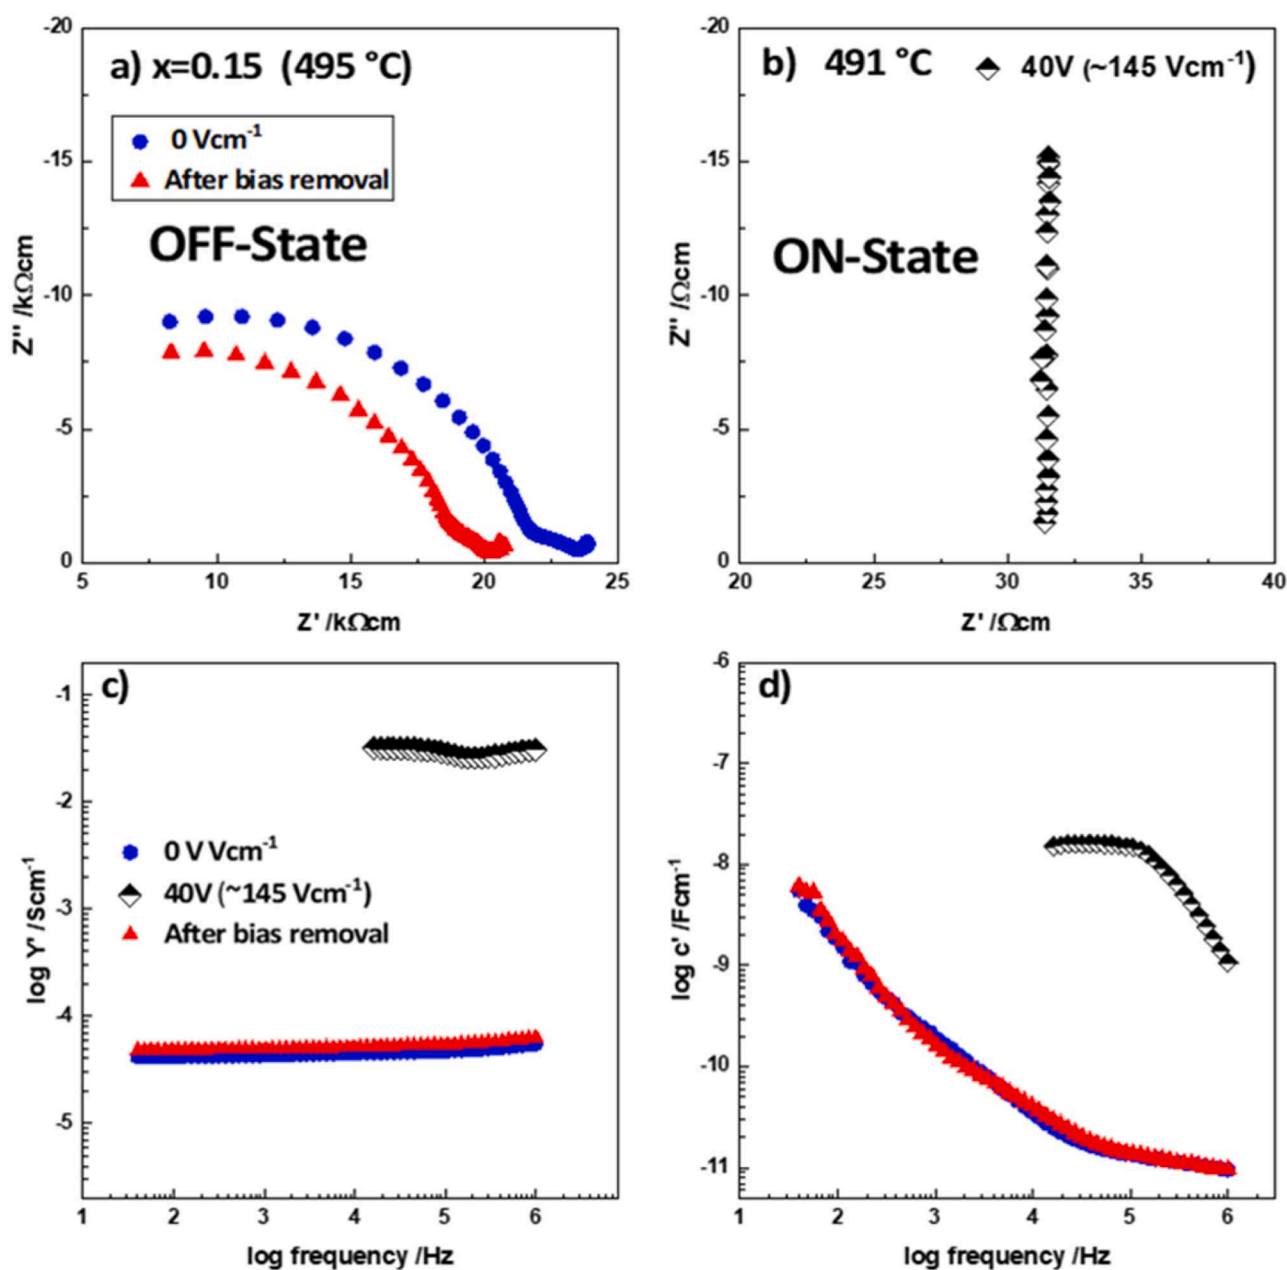 a) x=0.15 (495 °C)
0 Vcm⁻¹
After bias removal
OFF-State
-20
-15
-10
-5
0
Z'' /kΩcm
5 10 15 20 25
Z' /kΩcm
b) 491 °C 40V (~145 Vcm⁻¹)
ON-State
-20
-15
-10
-5
0
Z'' /Ωcm
20 25 30 35 40
Z' /Ωcm
c)
-1
-2
-3
-4
-5
0 V Vcm⁻¹
40V (~145 Vcm⁻¹)
After bias removal
log Y' / Scm⁻¹
1 2 3 4 5 6
log frequency /Hz
d)
-6
-7
-8
-9
-10
-11
log c' /Fcm⁻¹
1 2 3 4 5 6
log frequency /Hz